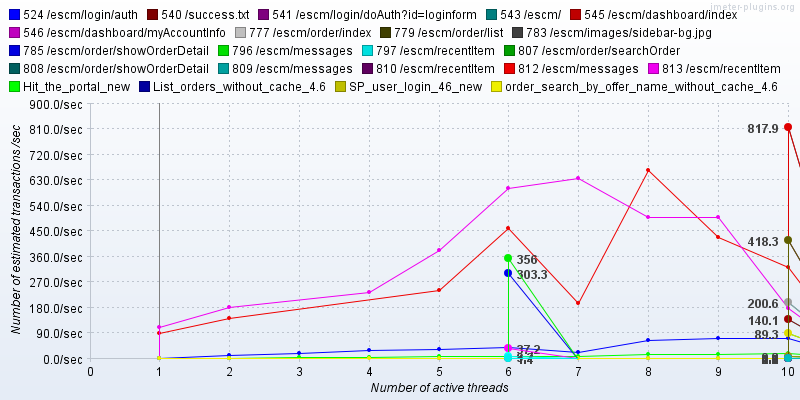 jmeter-plugins.org
524 /escm/login/auth 540 /success.txt 541 /escm/login/doAuth?id=loginform 543 /escm/ 545 /escm/dashboard/index
546 /escm/dashboard/myAccountInfo 777 /escm/order/index 779 /escm/order/list 783 /escm/images/sidebar-bg.jpg
785 /escm/order/showOrderDetail 796 /escm/messages 797 /escm/recentItem 807 /escm/order/searchOrder
808 /escm/order/showOrderDetail 809 /escm/messages 810 /escm/recentItem 812 /escm/messages 813 /escm/recentItem
Hit_the_portal_new List_orders_without_cache_4.6 SP_user_login_46_new order_search_by_offer_name_without_cache_4.6
Number of estimated transactions /sec
900.0/sec
810.0/sec
720.0/sec
630.0/sec
540.0/sec
450.0/sec
360.0/sec
270.0/sec
180.0/sec
90.0/sec
0.0/sec
356
303.3
37.2
817.9
418.3
200.6
140.1
89.3
0 1 2 3 4 5 6 7 8 9 10
Number of active threads